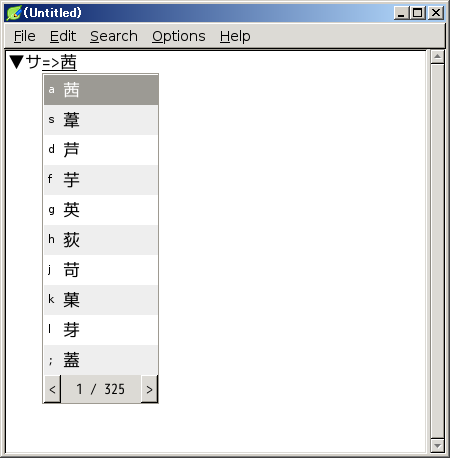 (Untitled)
File Edit Search Options Help
▼サ=>茜
a 茜
s 葦
d 芦
f 芋
g 英
h 荻
j 苛
k 菓
l 芽
; 蓋
< 1 / 325 >